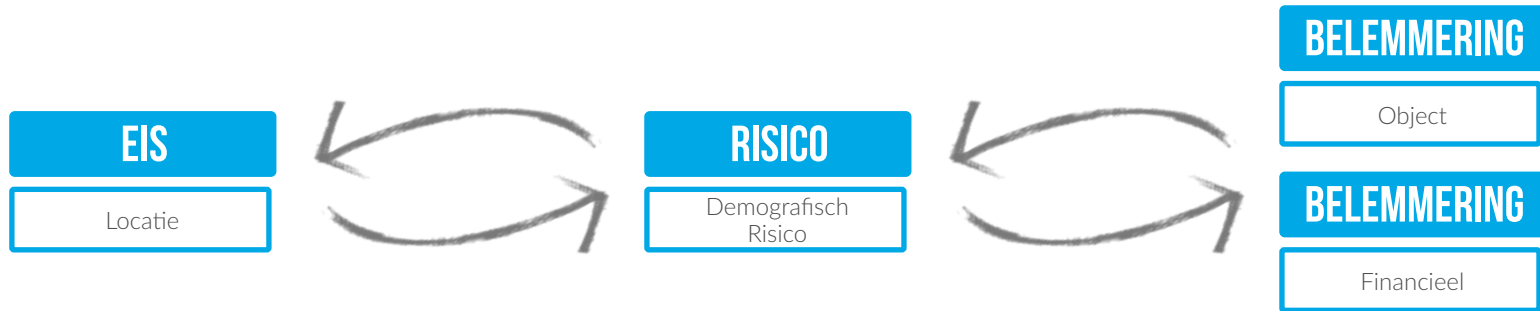 EIS
Locatie
RISICO
Demografisch
Risico
BELEMMERING
Object
BELEMMERING
Financieel